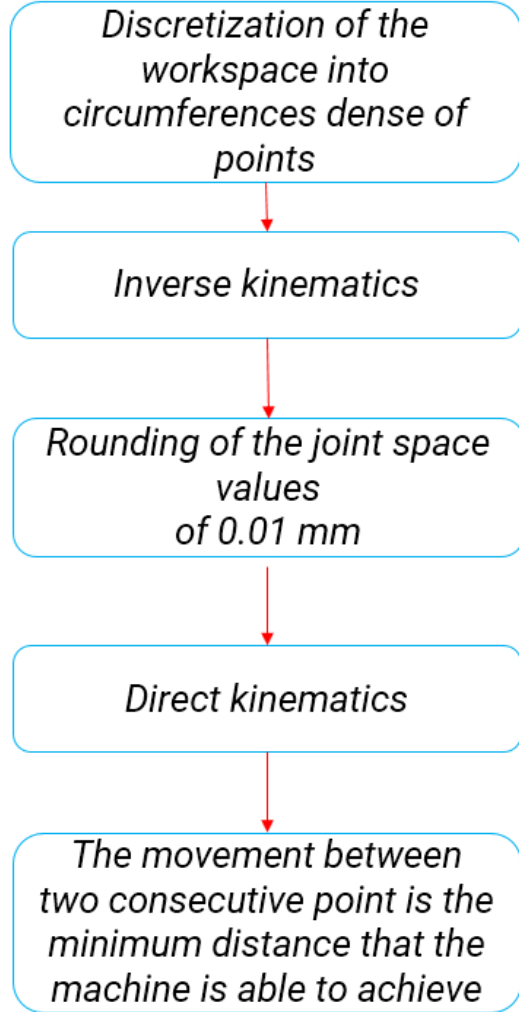 Discretization of the
workspace into
circumferences dense of
points
Inverse kinematics
Rounding of the joint space
values
of 0.01 mm
Direct kinematics
The movement between
two consecutive point is the
minimum distance that the
machine is able to achieve